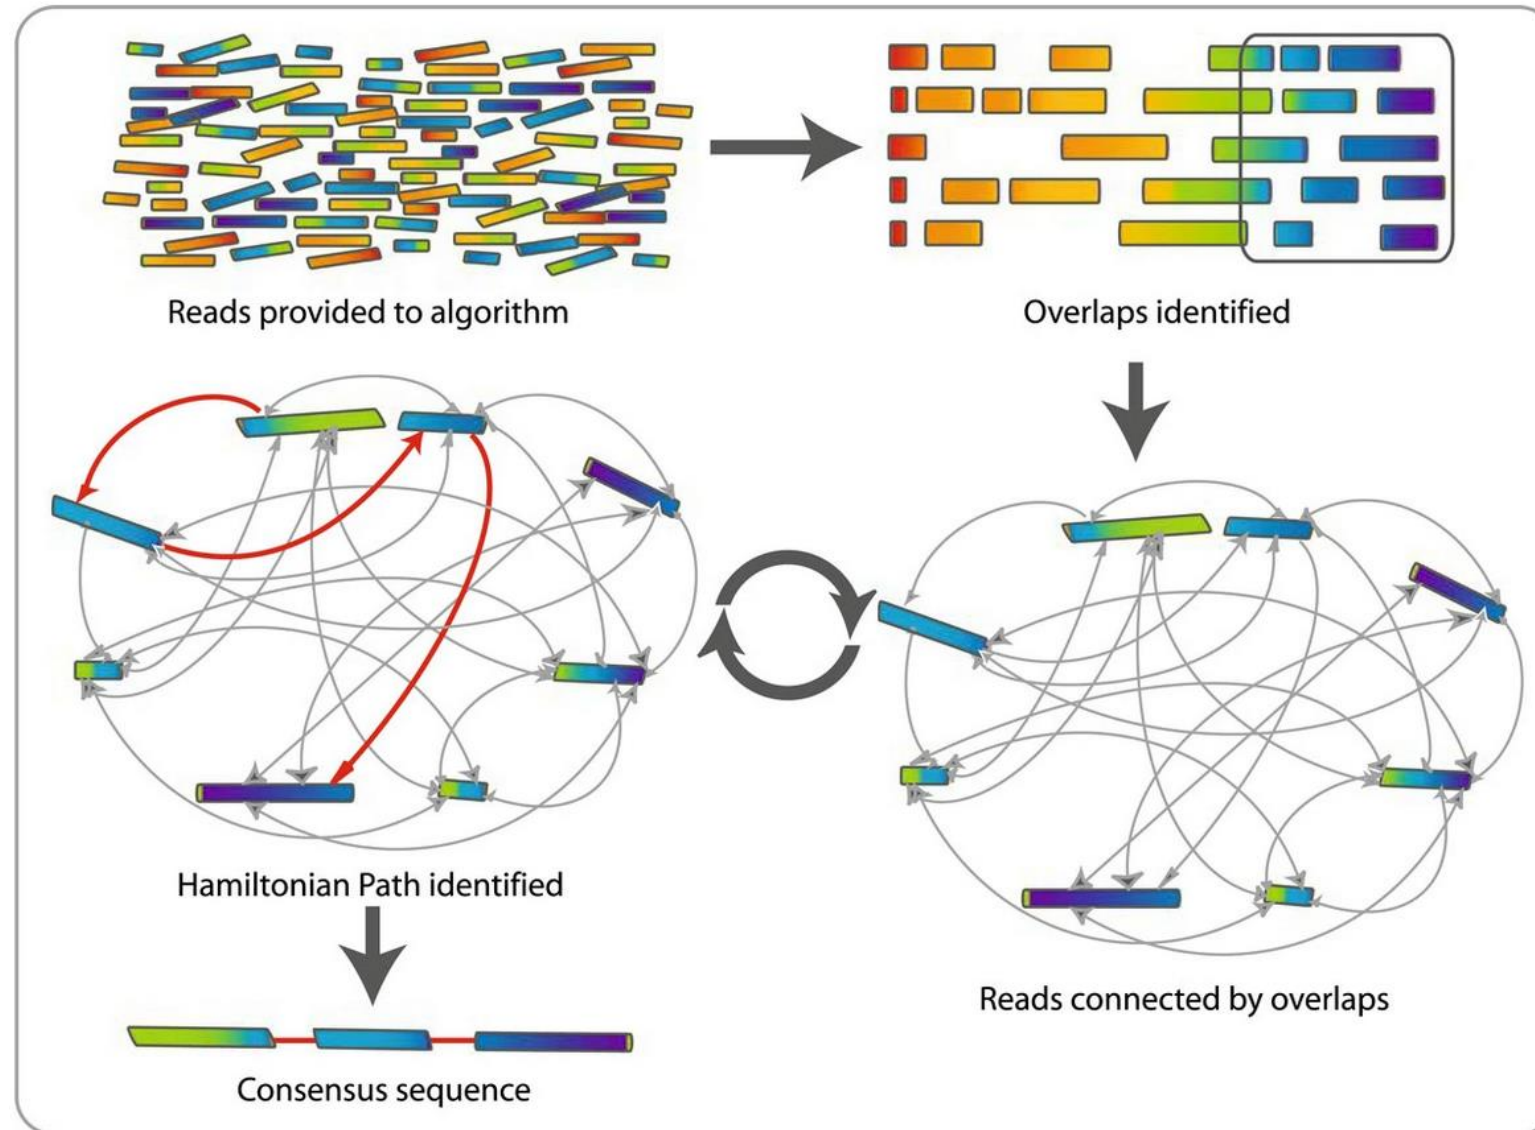 Reads provided to algorithm
Overlaps identified
Hamiltonian Path identified
Reads connected by overlaps
Consensus sequence